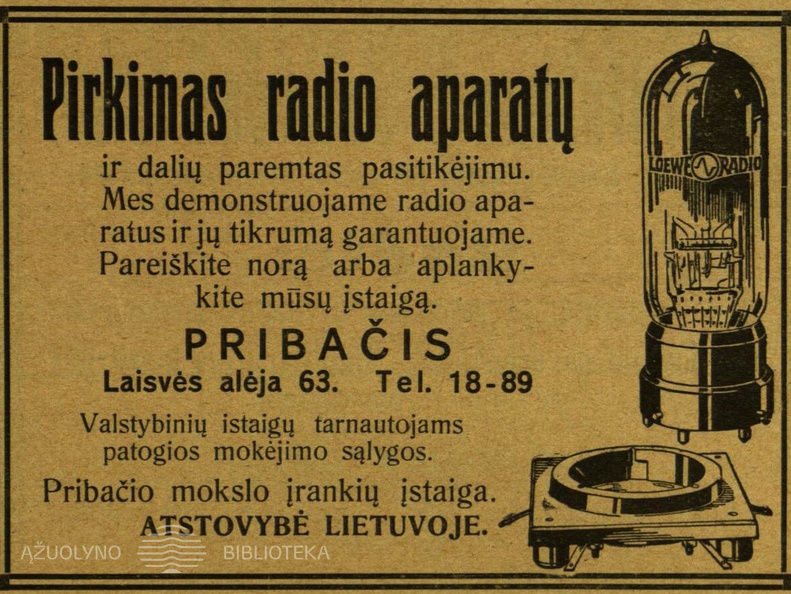 Pirkimas radio aparatų
ir dalių paremtas pasitikėjimu.
Mes demonstruojame radio apa-
ratus ir jų tikrumą garantuojame.
Pareiškite norą arba aplanky-
kite mūsų įstaigą.
PRIBAČIS
Laisvės alėja 63. Tel. 18-89
Valstybinių įstaigų tarnautojams
patogios mokėjimo sąlygos.
Pribačio mokslo įrankių įstaiga.
ATSTOVYBĖ LIETUVOJE.
LOEWE RADIO
ĄŽUOLYNO BIBLIOTEKA